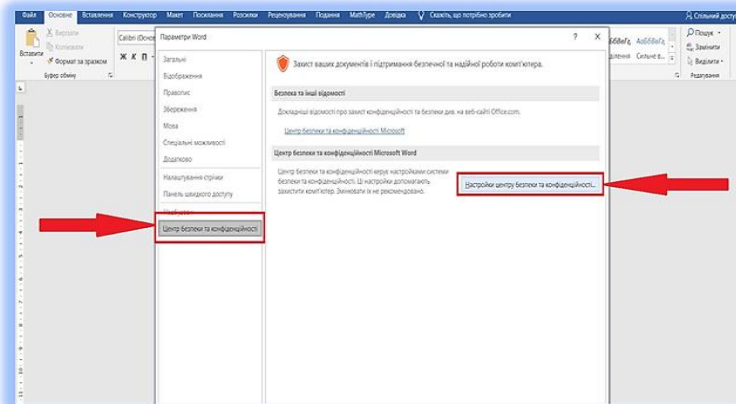 Файл Основне Вставлення Конструктор Макет Посилання Розсилки Рецензування Подання MathType Довідка Скажіть, що потрібно зробити Спільний доступ
Вставити
Вирізати
Копіювати
Формат за зразком
Буфер обміну
Calibri (Основ
Ж К П
Параметри Word
? X
Пошук
Замінити
Виділити
Редагування
Загальні
Відображення
Правопис
Збереження
Мова
Спеціальні можливості
Додатково
Налаштування стрічки
Панель швидкого доступу
Центр безпеки та конфіденційності
Захист ваших документів і підтримання безпечної та надійної роботи комп'ютера.
Безпека та інші відомості
Докладніші відомості про захист конфіденційності та безпеки див. на веб-сайті Office.com.
Центр безпеки та конфіденційності Microsoft
Центр безпеки та конфіденційності Microsoft Word
Центр безпеки та конфіденційності керує настройками системи
безпеки та конфіденційності. Ці настройки допомагають
захистити комп'ютер. Змінювати їх не рекомендовано.
Настройки центру безпеки та конфіденційності...